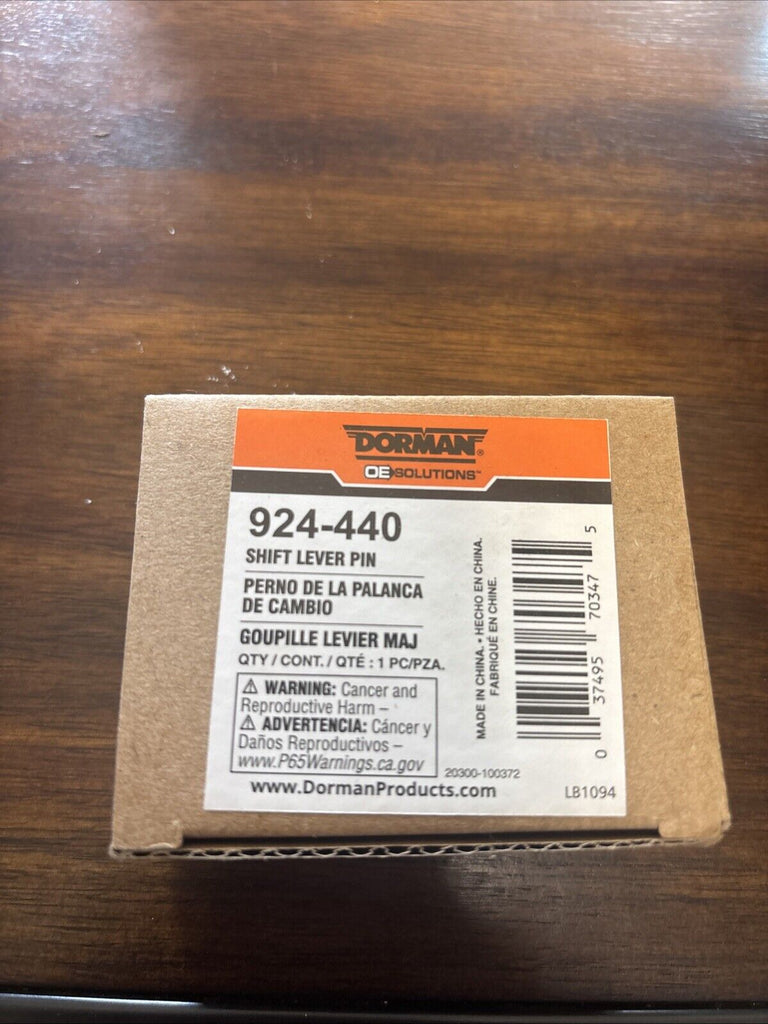 DORMAN®
OE SOLUTIONS™
924-440
SHIFT LEVER PIN
PERNO DE LA PALANCA
DE CAMBIO
GOUPILLE LEVIER MAJ
QTY / CONT. / QTÉ : 1 PC/PZA.
⚠ WARNING: Cancer and
Reproductive Harm –
⚠ ADVERTENCIA: Cáncer y
Daños Reproductivos –
www.P65Warnings.ca.gov
www.DormanProducts.com
MADE IN CHINA. • HECHO EN CHINA.
FABRIQUÉ EN CHINE.
0 37495 70347 5
20300-100372
LB1094